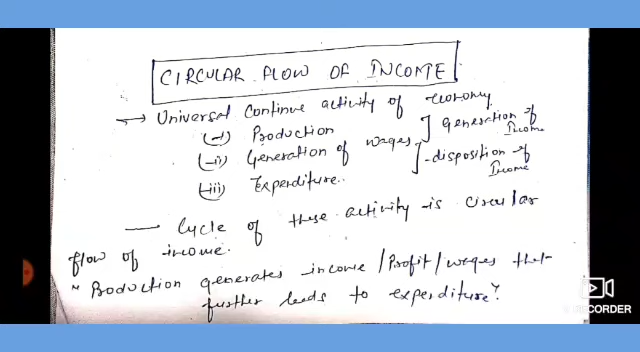 CIRCULAR FLOW OF INCOME
→ Universal Continue activity of economy
(i) Production ] Generation of Income
(ii) Generation of wages
(iii) Expenditure. ] disposition of Income
— Cycle of these activity is circular
flow of income.
" Production generates income / Profit / wages that
further leads to expenditure"
RECORDER